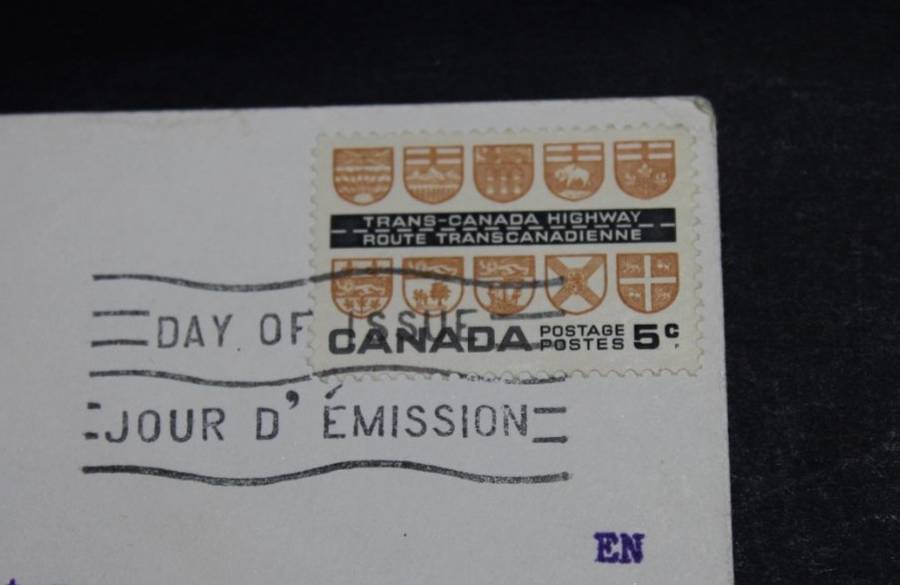 TRANS-CANADA HIGHWAY
ROUTE TRANSCANADIENNE
CANADA POSTAGE POSTES 5c
DAY OF ISSUE
JOUR D'ÉMISSION
EN